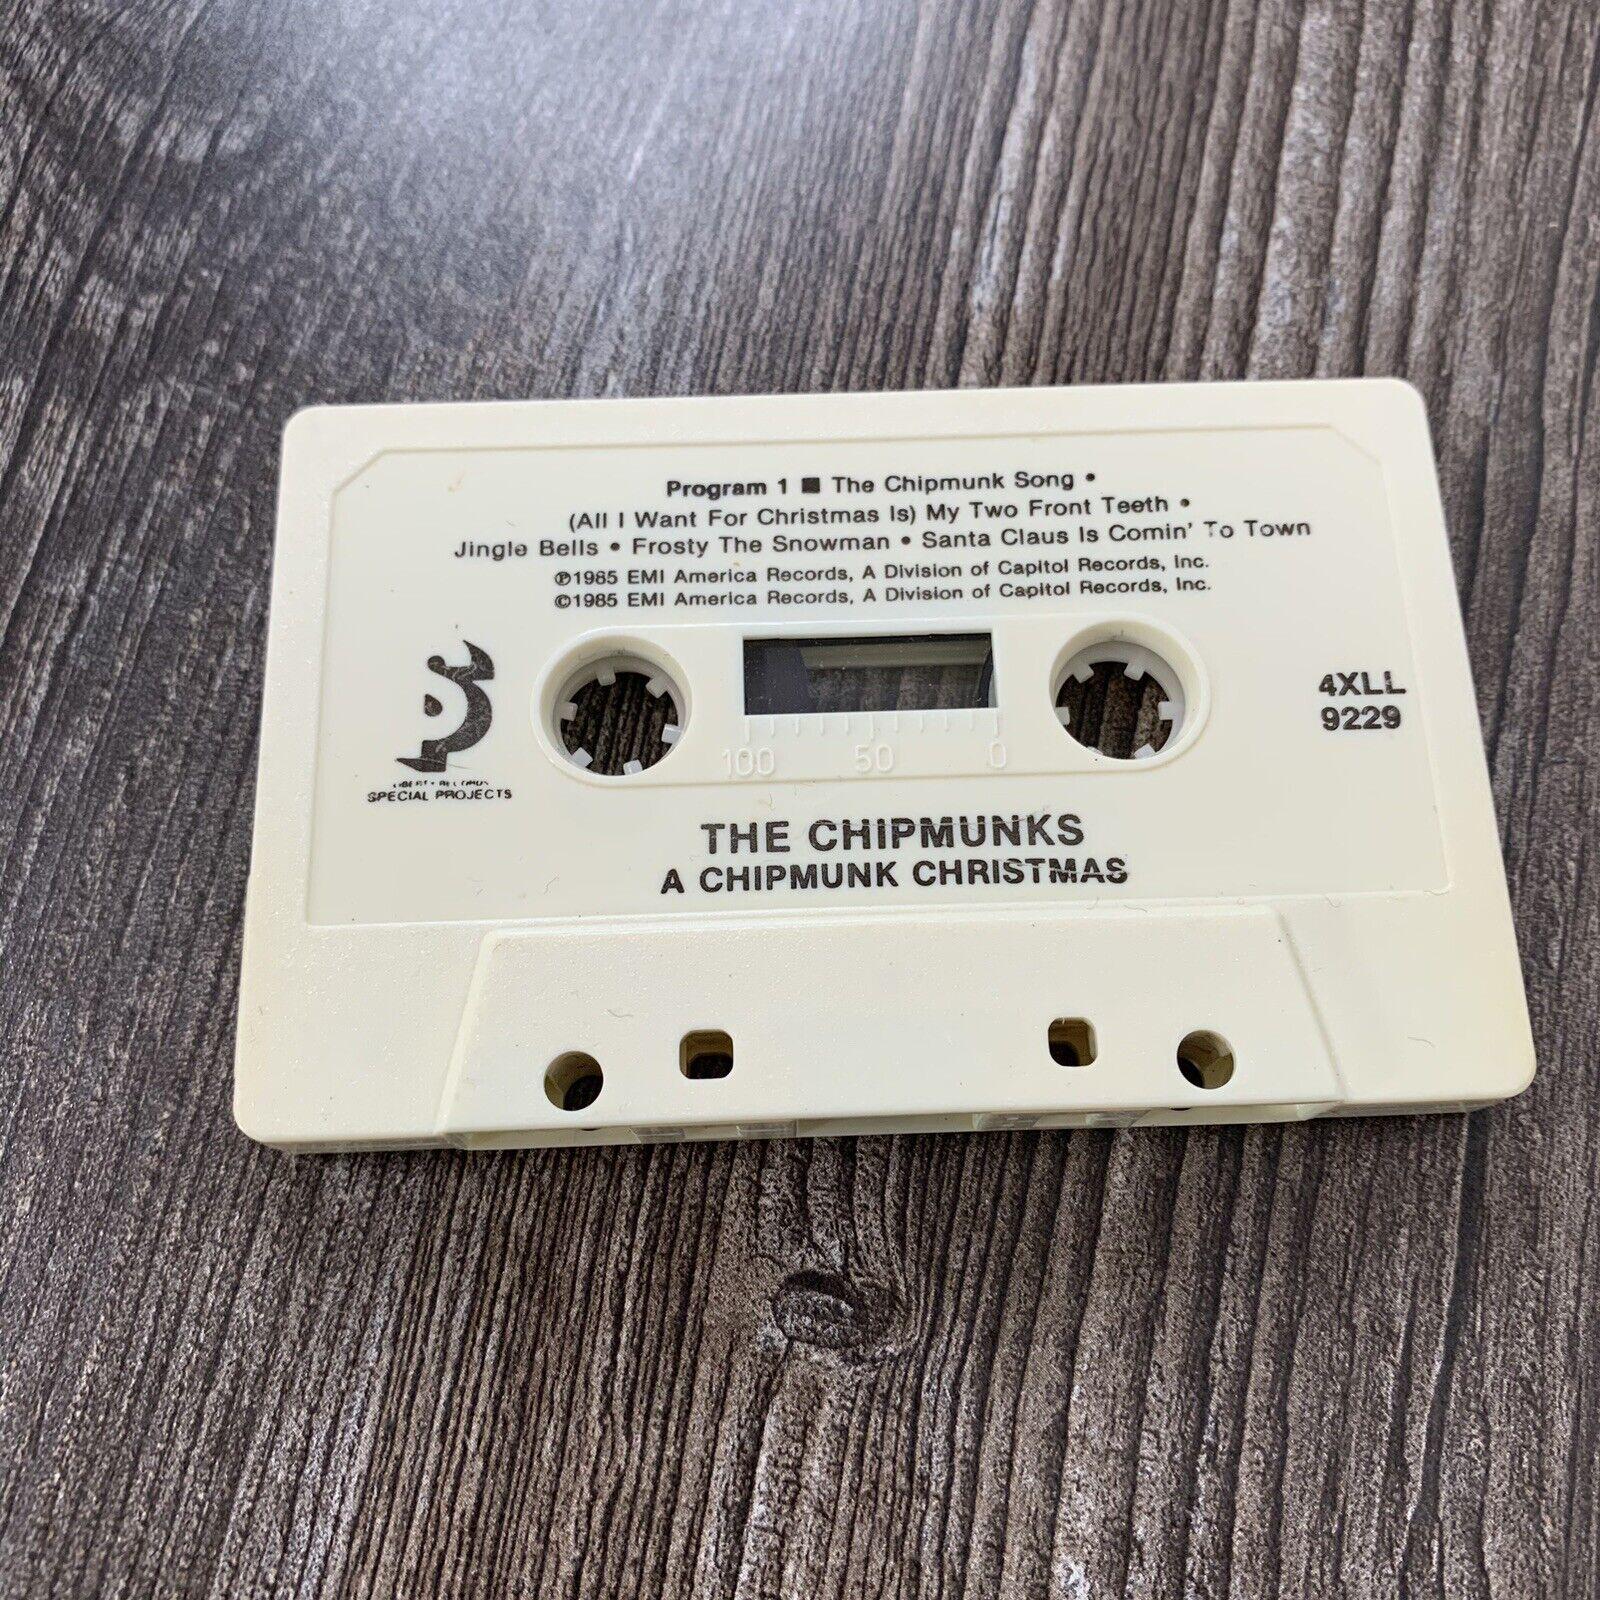 Program 1 ■ The Chipmunk Song •
(All I Want For Christmas Is) My Two Front Teeth •
Jingle Bells • Frosty The Snowman • Santa Claus Is Comin' To Town
℗1985 EMI America Records, A Division of Capitol Records, Inc.
©1985 EMI America Records, A Division of Capitol Records, Inc.
SPECIAL PROJECTS
100 50 0
4XLL
9229
THE CHIPMUNKS
A CHIPMUNK CHRISTMAS